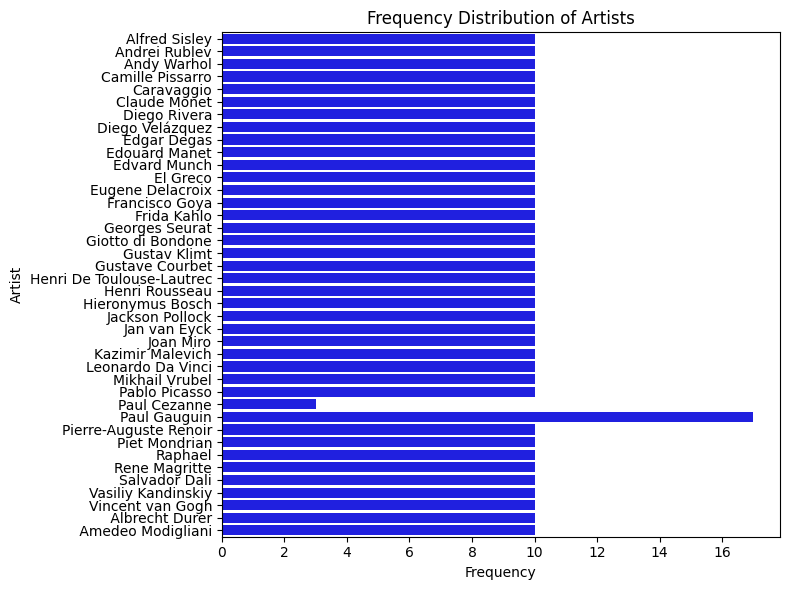 Frequency Distribution of Artists
Alfred Sisley
Andrei Rublev
Andy Warhol
Camille Pissarro
Caravaggio
Claude Monet
Diego Rivera
Diego Velázquez
Edgar Degas
Edouard Manet
Edvard Munch
El Greco
Eugene Delacroix
Francisco Goya
Frida Kahlo
Georges Seurat
Giotto di Bondone
Gustav Klimt
Gustave Courbet
Henri De Toulouse-Lautrec
Henri Rousseau
Hieronymus Bosch
Jackson Pollock
Jan van Eyck
Joan Miro
Kazimir Malevich
Leonardo Da Vinci
Mikhail Vrubel
Pablo Picasso
Paul Cezanne
Paul Gauguin
Pierre-Auguste Renoir
Piet Mondrian
Raphael
Rene Magritte
Salvador Dali
Vasiliy Kandinskiy
Vincent van Gogh
Albrecht Durer
Amedeo Modigliani
Artist
0 2 4 6 8 10 12 14 16
Frequency